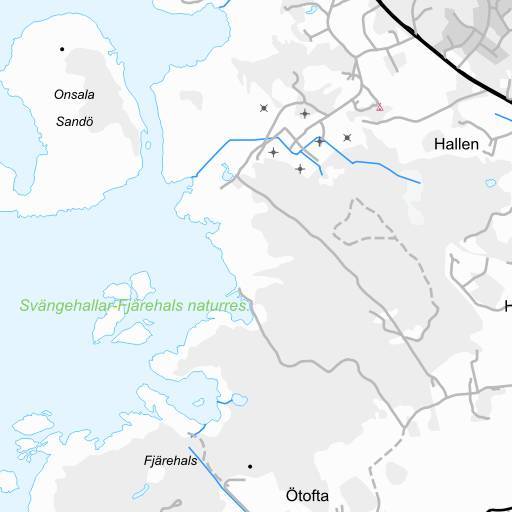 Onsala
Sandö
Hallen
Svängehallar-Fjärehals naturres.
H
Fjärehals
Ötofta